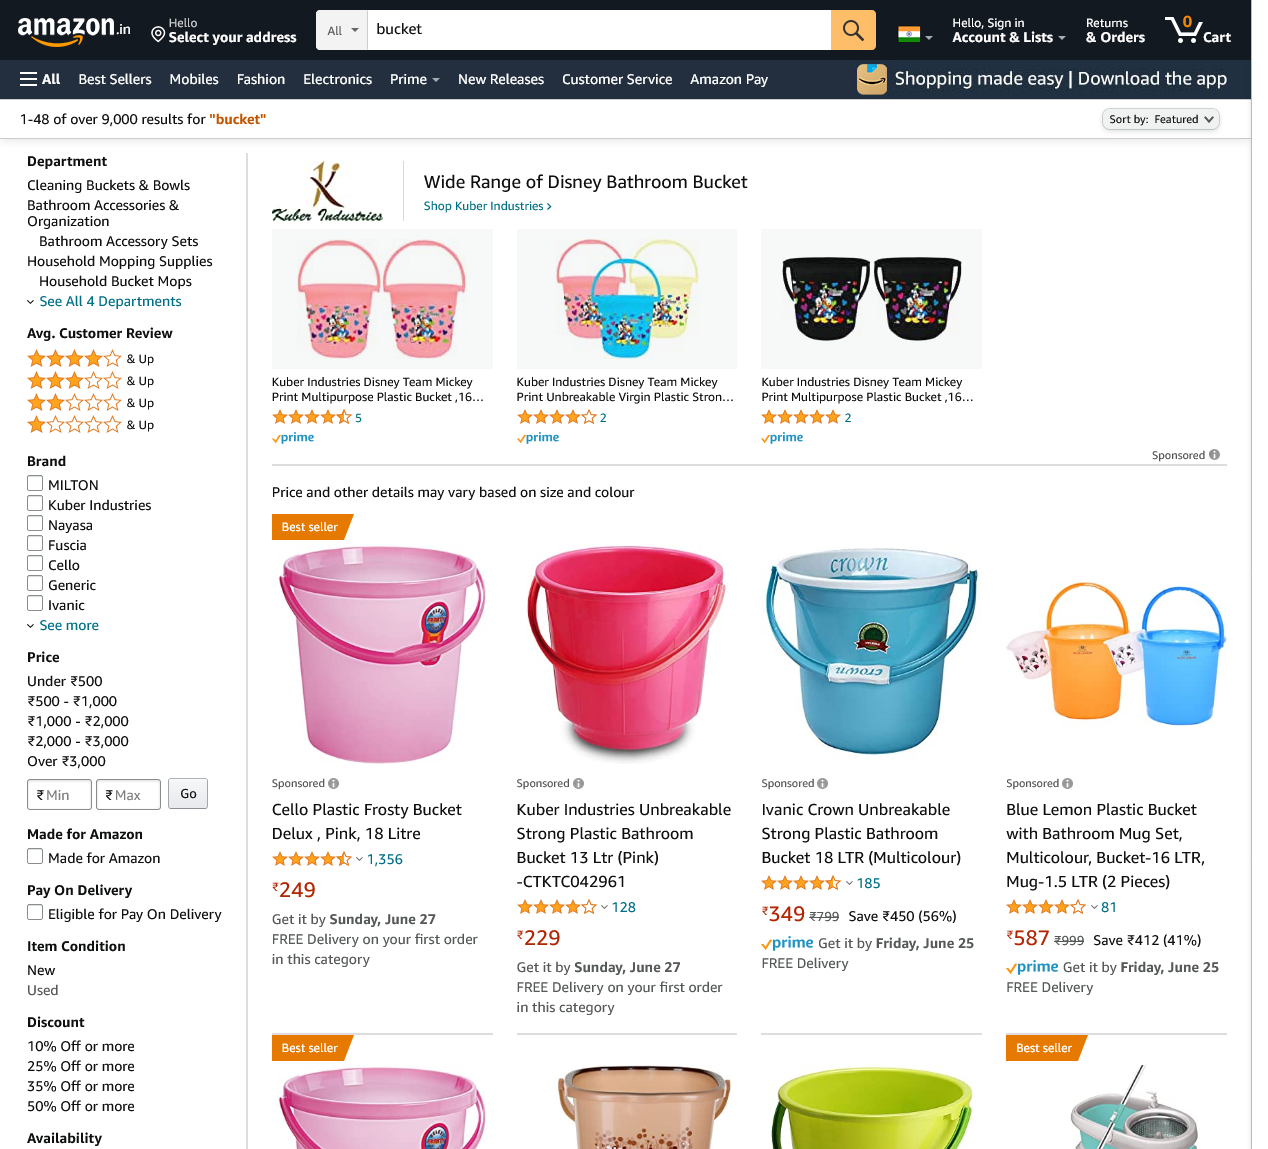 amazon.in
Hello
Select your address
All
bucket
Hello, Sign in
Account & Lists
Returns
& Orders
0
Cart
All
Best Sellers
Mobiles
Fashion
Electronics
Prime
New Releases
Customer Service
Amazon Pay
Shopping made easy | Download the app
1-48 of over 9,000 results for "bucket"
Sort by: Featured
Department
Cleaning Buckets & Bowls
Bathroom Accessories &
Organization
Bathroom Accessory Sets
Household Mopping Supplies
Household Bucket Mops
See All 4 Departments
Avg. Customer Review
& Up
& Up
& Up
& Up
Brand
MILTON
Kuber Industries
Nayasa
Fuscia
Cello
Generic
Ivanic
See more
Price
Under ₹500
₹500 - ₹1,000
₹1,000 - ₹2,000
₹2,000 - ₹3,000
Over ₹3,000
₹ Min
₹ Max
Go
Made for Amazon
Made for Amazon
Pay On Delivery
Eligible for Pay On Delivery
Item Condition
New
Used
Discount
10% Off or more
25% Off or more
35% Off or more
50% Off or more
Availability
Kuber Industries
Wide Range of Disney Bathroom Bucket
Shop Kuber Industries ›
Kuber Industries Disney Team Mickey
Print Multipurpose Plastic Bucket ,16...
5
prime
Kuber Industries Disney Team Mickey
Print Unbreakable Virgin Plastic Stron...
2
prime
Kuber Industries Disney Team Mickey
Print Multipurpose Plastic Bucket ,16...
2
prime
Sponsored
Price and other details may vary based on size and colour
Best seller
Sponsored
Cello Plastic Frosty Bucket
Delux , Pink, 18 Litre
1,356
₹249
Get it by Sunday, June 27
FREE Delivery on your first order
in this category
Sponsored
Kuber Industries Unbreakable
Strong Plastic Bathroom
Bucket 13 Ltr (Pink)
-CTKTC042961
128
₹229
Get it by Sunday, June 27
FREE Delivery on your first order
in this category
crown
crown
Sponsored
Ivanic Crown Unbreakable
Strong Plastic Bathroom
Bucket 18 LTR (Multicolour)
185
₹349 ₹799 Save ₹450 (56%)
prime Get it by Friday, June 25
FREE Delivery
Sponsored
Blue Lemon Plastic Bucket
with Bathroom Mug Set,
Multicolour, Bucket-16 LTR,
Mug-1.5 LTR (2 Pieces)
81
₹587 ₹999 Save ₹412 (41%)
prime Get it by Friday, June 25
FREE Delivery
Best seller
Best seller